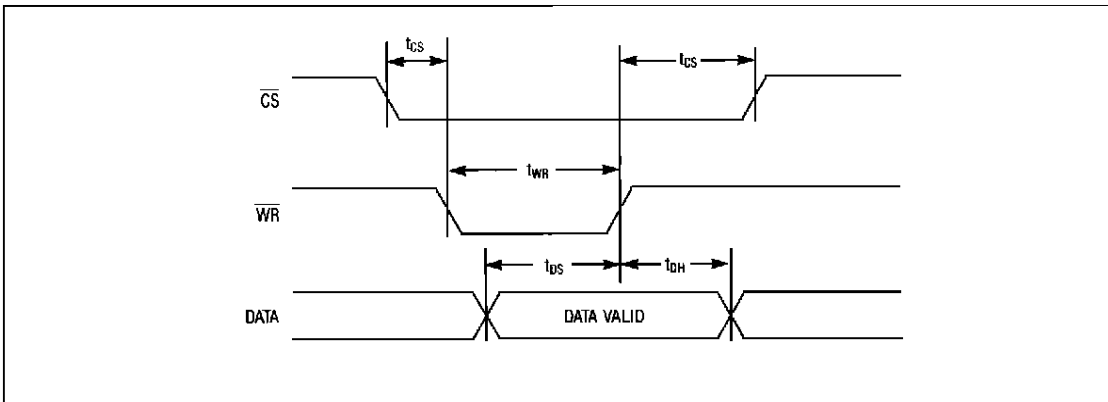 tCS
tCS
CS
tWR
WR
tDS
tDH
DATA
DATA VALID